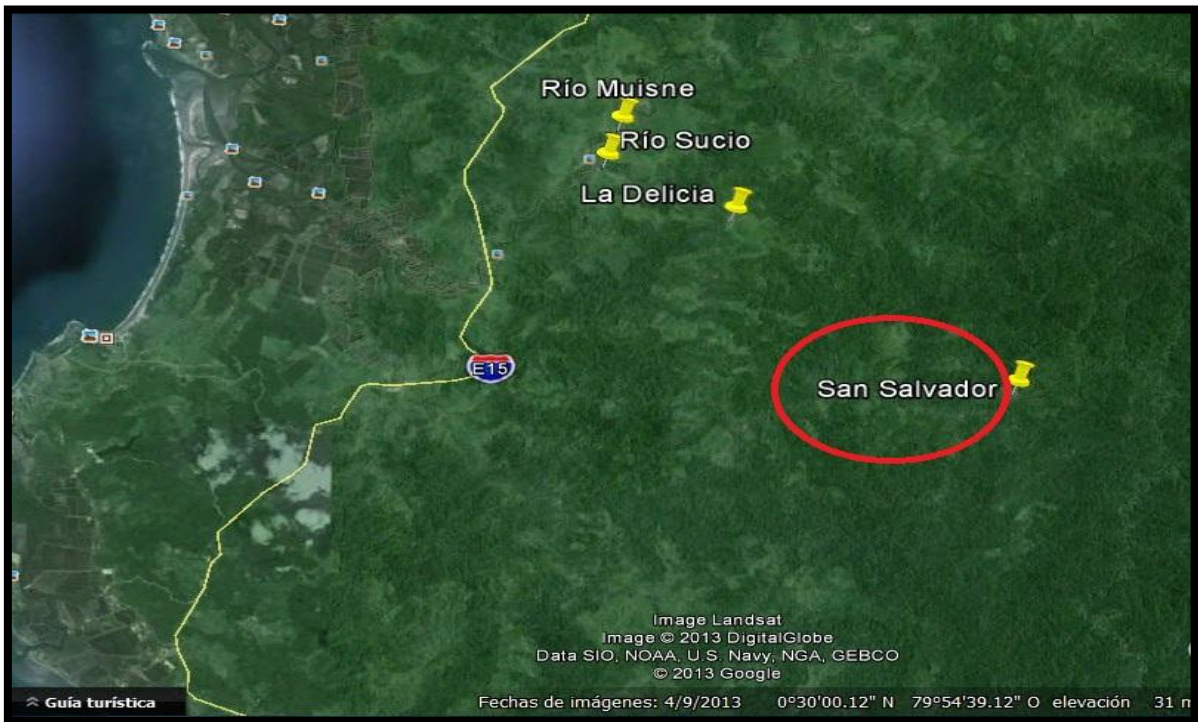 Río Muisne
Río Sucio
La Delicia
E15
San Salvador
Image Landsat
Image © 2013 DigitalGlobe
Data SIO, NOAA, U.S. Navy, NGA, GEBCO
© 2013 Google
Guía turística
Fechas de imágenes: 4/9/2013 0°30'00.12" N 79°54'39.12" O elevación 31